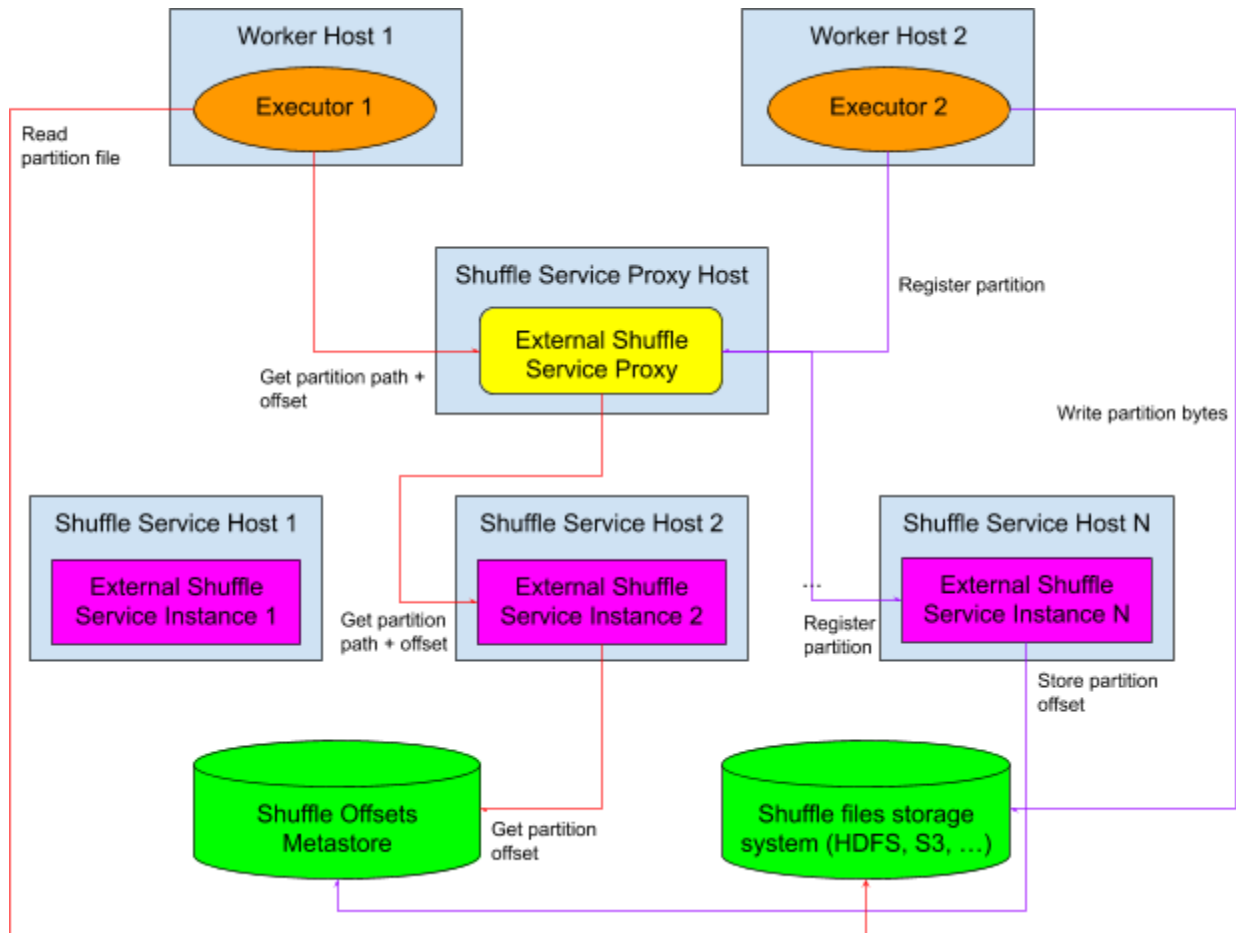 Worker Host 1
Worker Host 2
Executor 1
Executor 2
Read
partition file
Shuffle Service Proxy Host
Register partition
External Shuffle
Service Proxy
Get partition path +
offset
Write partition bytes
Shuffle Service Host 1
Shuffle Service Host 2
Shuffle Service Host N
External Shuffle
Service Instance 1
External Shuffle
Service Instance 2
...
External Shuffle
Service Instance N
Get partition
path + offset
Register
partition
Store partition
offset
Shuffle Offsets
Metastore
Get partition
offset
Shuffle files storage
system (HDFS, S3, …)